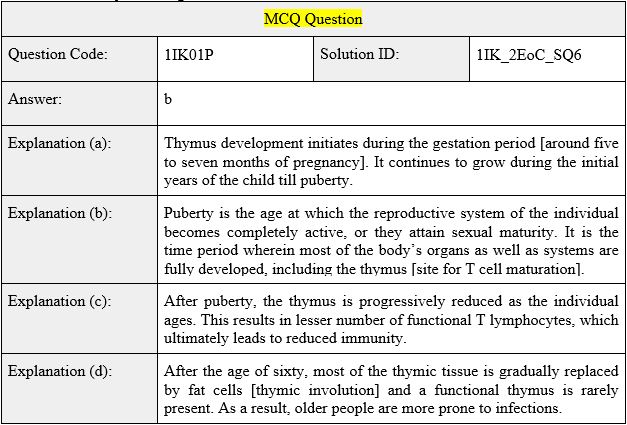 MCQ Question
Question Code: 1IK01P Solution ID: 1IK_2EoC_SQ6
Answer: b
Explanation (a): Thymus development initiates during the gestation period [around five
to seven months of pregnancy]. It continues to grow during the initial
years of the child till puberty.
Explanation (b): Puberty is the age at which the reproductive system of the individual
becomes completely active, or they attain sexual maturity. It is the
time period wherein most of the body's organs as well as systems are
fully developed, including the thymus [site for T cell maturation].
Explanation (c): After puberty, the thymus is progressively reduced as the individual
ages. This results in lesser number of functional T lymphocytes, which
ultimately leads to reduced immunity.
Explanation (d): After the age of sixty, most of the thymic tissue is gradually replaced
by fat cells [thymic involution] and a functional thymus is rarely
present. As a result, older people are more prone to infections.